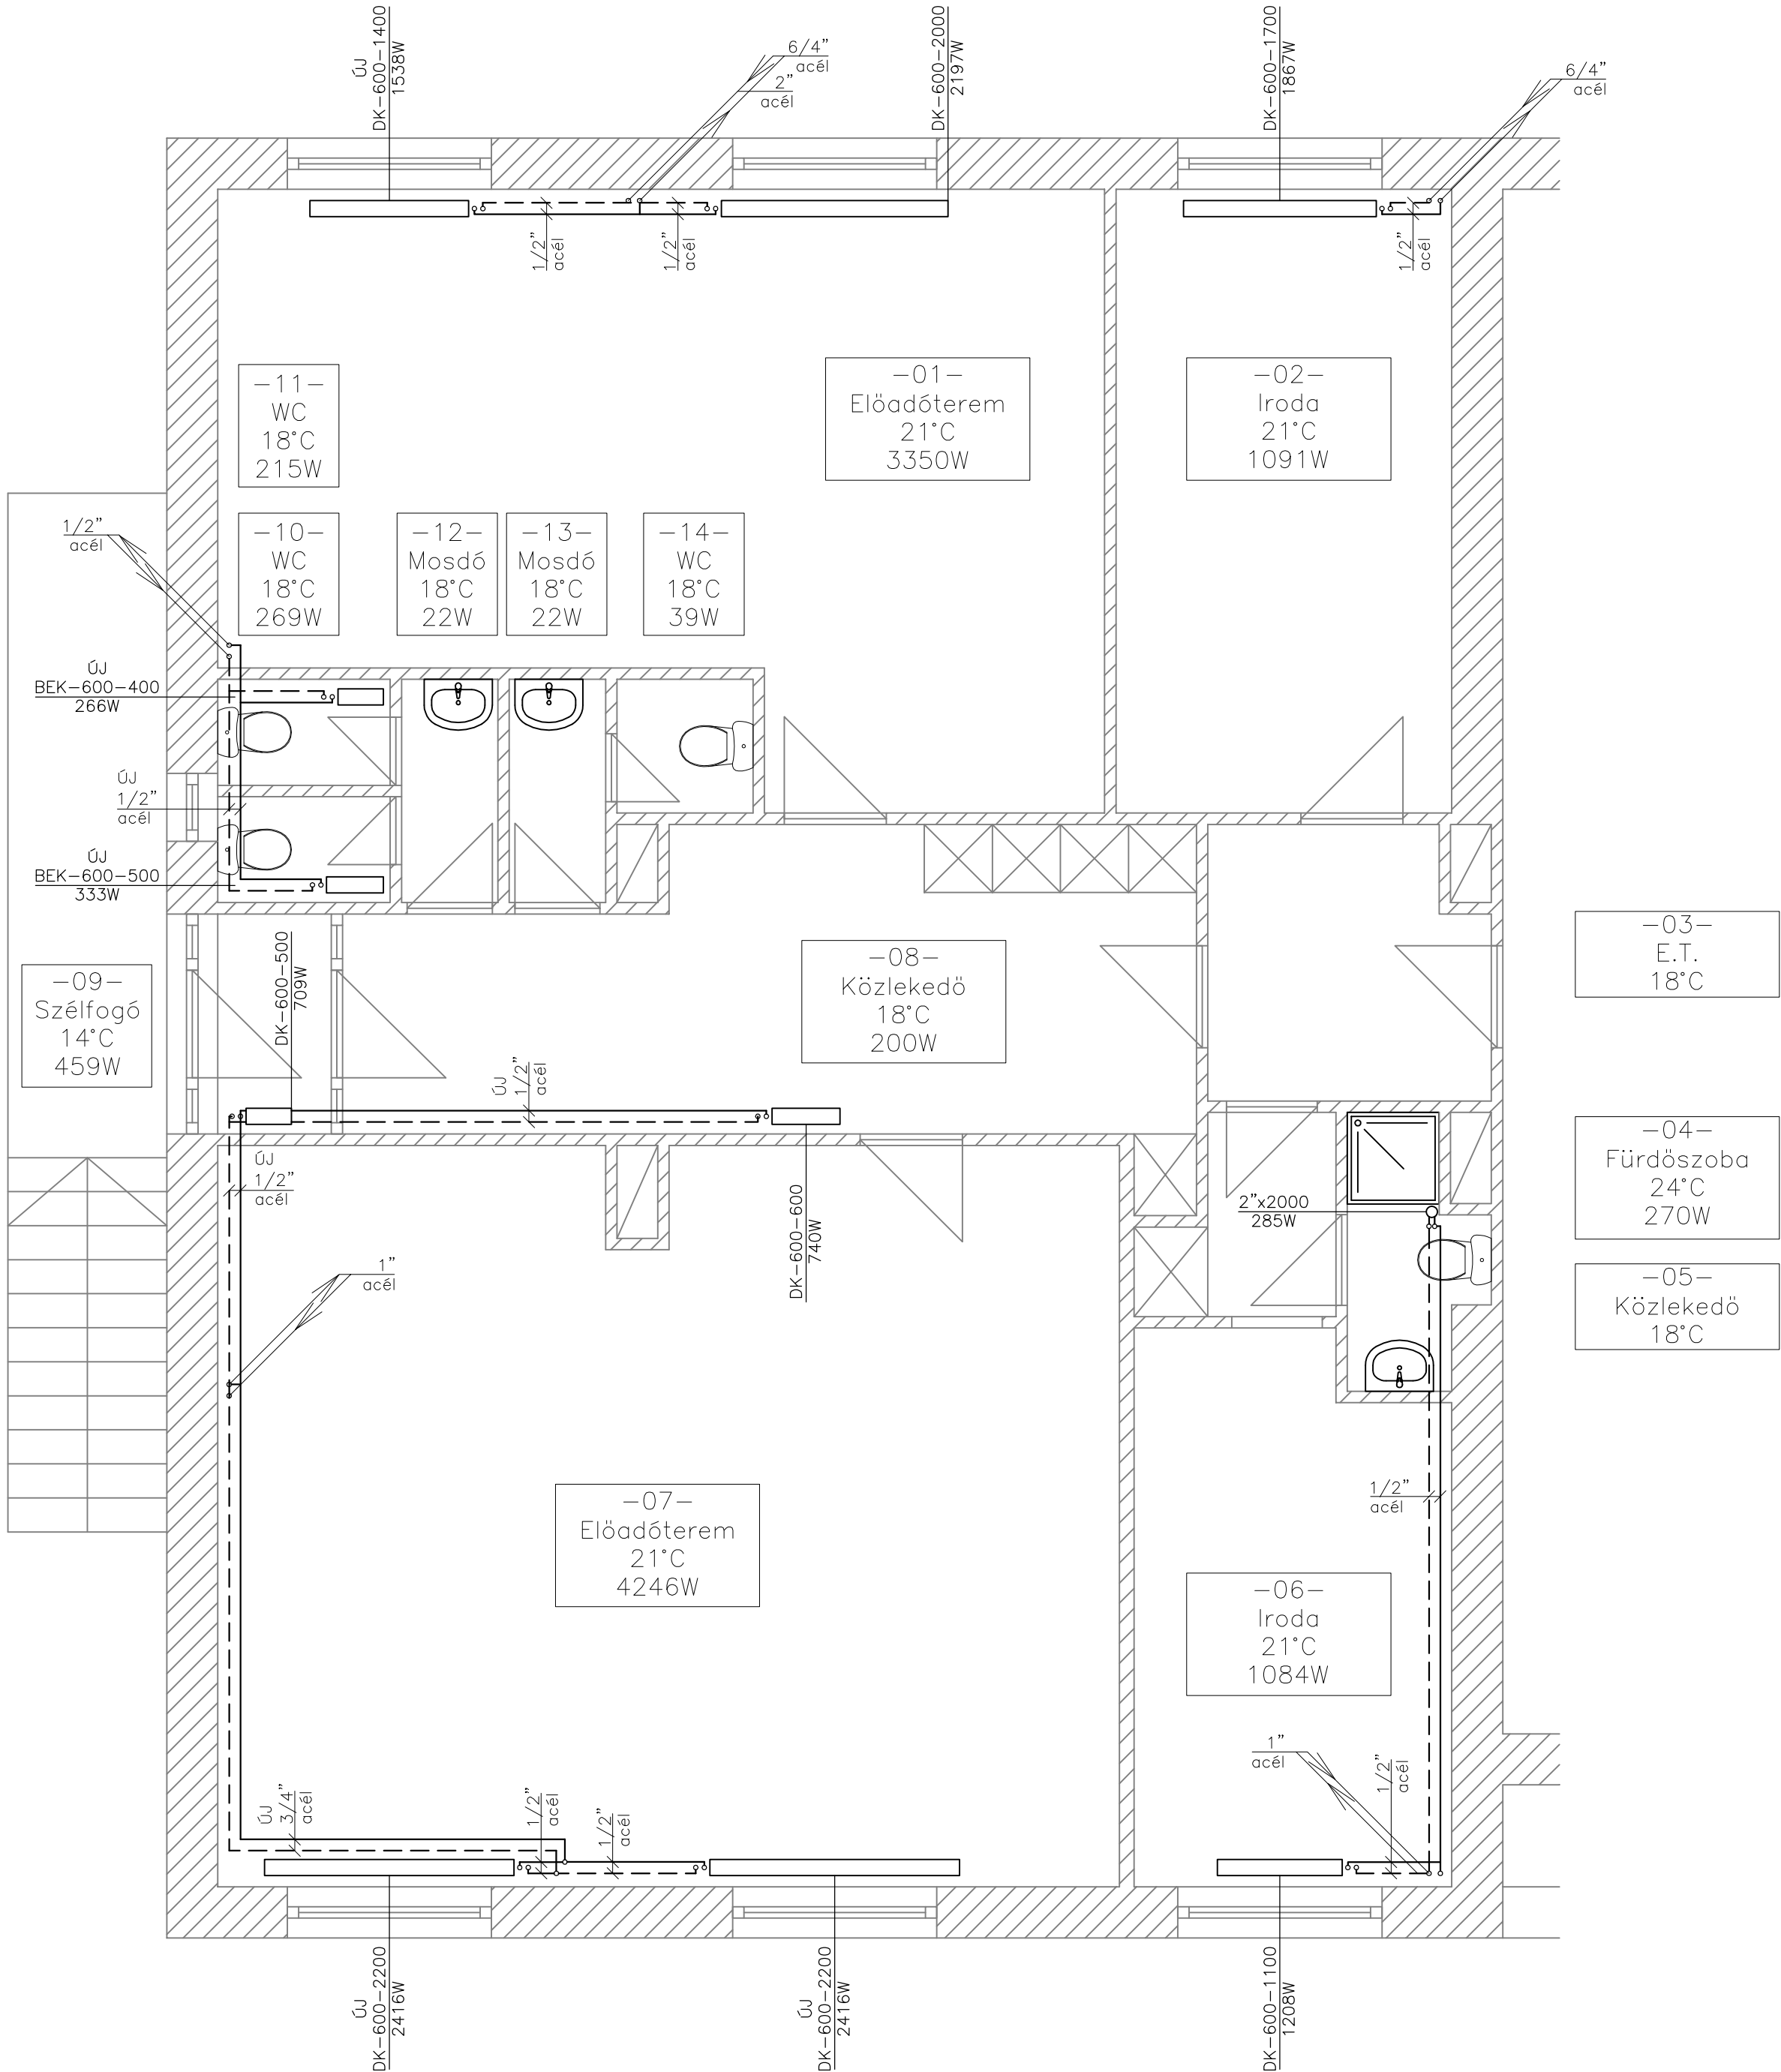 ÚJ
DK-600-1400
1538W
6/4"
acél
2"
acél
DK-600-2000
2197W
DK-600-1700
1867W
6/4"
acél
1/2"
acél
1/2"
acél
1/2"
acél
-11-
WC
18°C
215W
-01-
Elöadóterem
21°C
3350W
-02-
Iroda
21°C
1091W
1/2"
acél
-10-
WC
18°C
269W
-12-
Mosdó
18°C
22W
-13-
Mosdó
18°C
22W
-14-
WC
18°C
39W
ÚJ
BEK-600-400
266W
ÚJ
1/2"
acél
ÚJ
BEK-600-500
333W
-03-
E.T.
18°C
-09-
Szélfogó
14°C
459W
DK-600-500
709W
-08-
Közlekedö
18°C
200W
ÚJ
1/2"
acél
ÚJ
1/2"
acél
DK-600-600
740W
2"x2000
285W
-04-
Fürdöszoba
24°C
270W
-05-
Közlekedö
18°C
1"
acél
-07-
Elöadóterem
21°C
4246W
1/2"
acél
-06-
Iroda
21°C
1084W
ÚJ
3/4"
acél
1/2"
acél
1/2"
acél
1"
acél
1/2"
acél
ÚJ
DK-600-2200
2416W
ÚJ
DK-600-2200
2416W
DK-600-1100
1208W